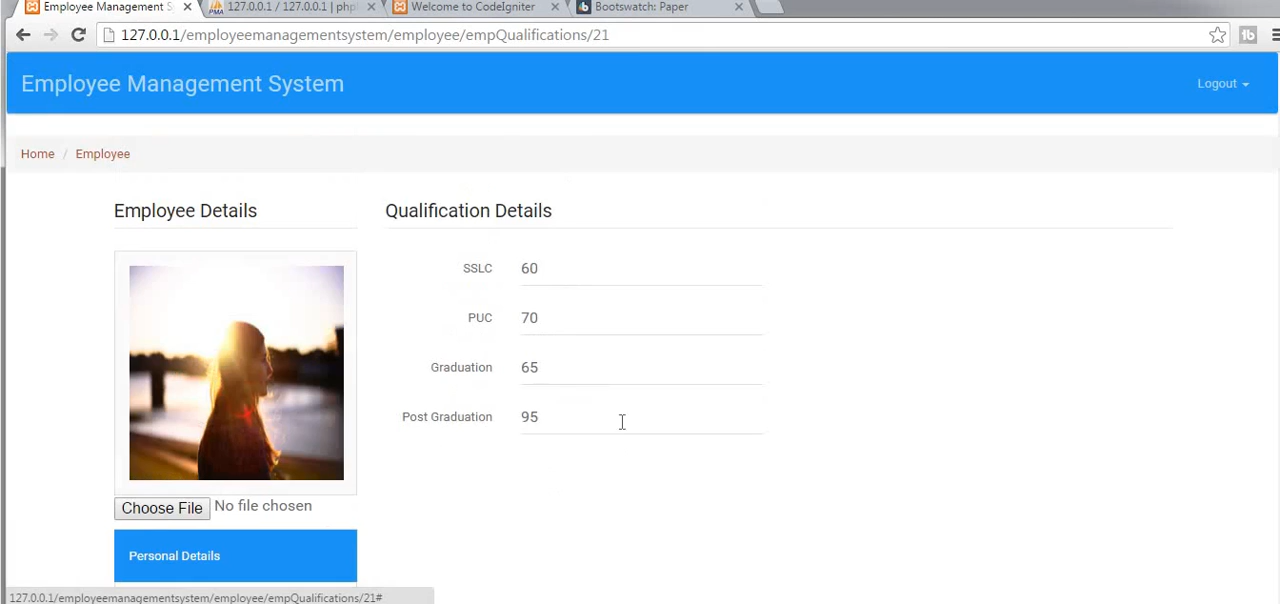 Employee Management S
127.0.0.1 / 127.0.0.1 | ph
Welcome to CodeIgniter
Bootswatch: Paper
127.0.0.1/employeemanagementsystem/employee/empQualifications/21
Employee Management System
Logout
Home / Employee
Employee Details
Qualification Details
SSLC 60
PUC 70
Graduation 65
Post Graduation 95
Choose File No file chosen
Personal Details
127.0.0.1/employeemanagementsystem/employee/empQualifications/21#